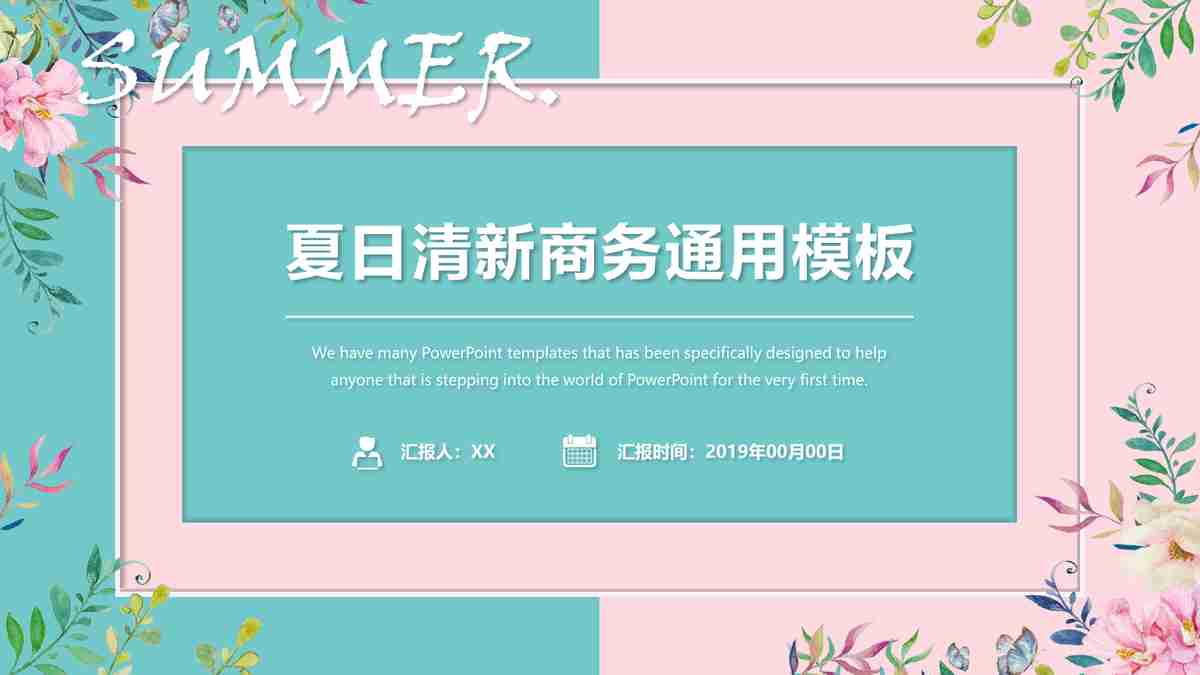 SUMMER.
夏日清新商务通用模板
We have many PowerPoint templates that has been specifically designed to help
anyone that is stepping into the world of PowerPoint for the very first time.
汇报人：XX 汇报时间：2019年00月00日